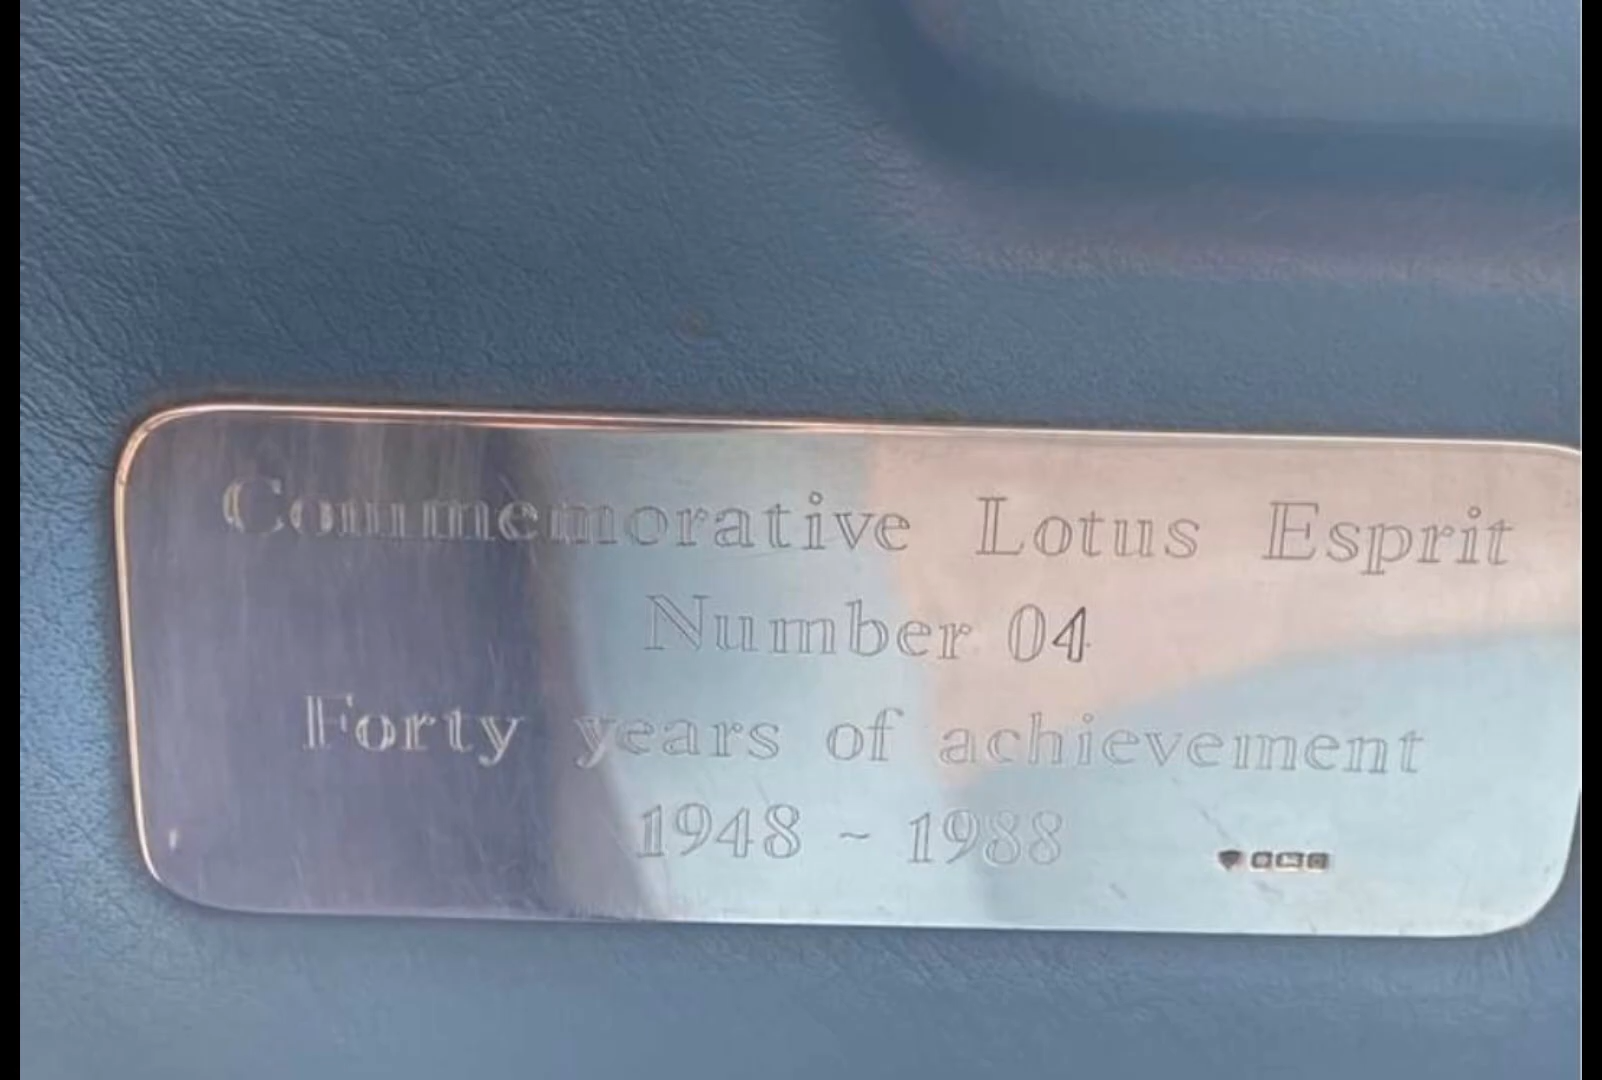 Commemorative Lotus Esprit
Number 04
Forty years of achievement
1948 ~ 1988